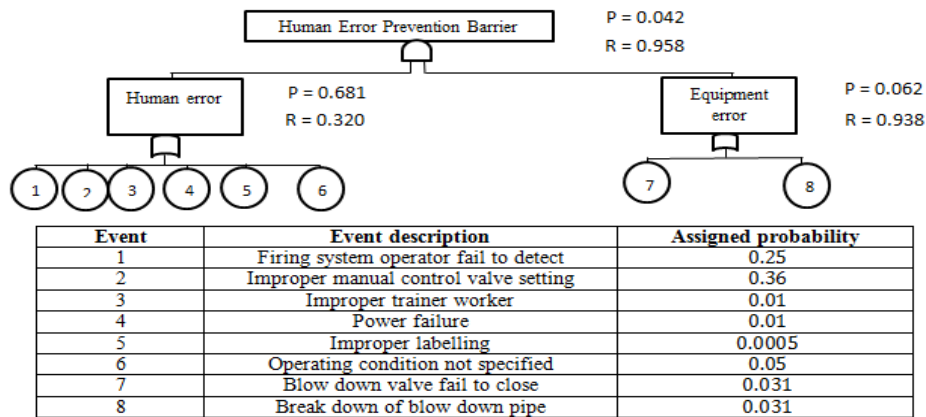 Human Error Prevention Barrier
P = 0.042
R = 0.958
Human error
P = 0.681
R = 0.320
Equipment
error
P = 0.062
R = 0.938
1 2 3 4 5 6 7 8
Event Event description Assigned probability
1 Firing system operator fail to detect 0.25
2 Improper manual control valve setting 0.36
3 Improper trainer worker 0.01
4 Power failure 0.01
5 Improper labelling 0.0005
6 Operating condition not specified 0.05
7 Blow down valve fail to close 0.031
8 Break down of blow down pipe 0.031